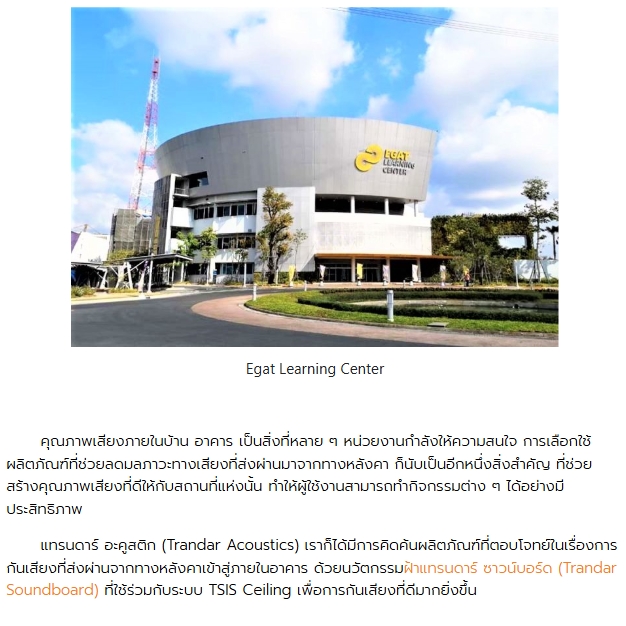 EGAT
LEARNING
CENTER
Egat Learning Center
คุณภาพเสียงภายในบ้าน อาคาร เป็นสิ่งที่หลาย ๆ หน่วยงานกำลังให้ความสนใจ การเลือกใช้
ผลิตภัณฑ์ที่ช่วยลดมลภาวะทางเสียงที่ส่งผ่านมาจากทางหลังคา ก็นับเป็นอีกหนึ่งสิ่งสำคัญ ที่ช่วย
สร้างคุณภาพเสียงที่ดีให้กับสถานที่แห่งนั้น ทำให้ผู้ใช้งานสามารถทำกิจกรรมต่าง ๆ ได้อย่างมี
ประสิทธิภาพ
แทรนดาร์ อะคูสติก (Trandar Acoustics) เราก็ได้มีการคิดค้นผลิตภัณฑ์ที่ตอบโจทย์ในเรื่องการ
กันเสียงที่ส่งผ่านจากทางหลังคาเข้าสู่ภายในอาคาร ด้วยนวัตกรรมฝ้าแทรนดาร์ ซาวน์บอร์ด (Trandar
Soundboard) ที่ใช้ร่วมกับระบบ TSIS Ceiling เพื่อการกันเสียงที่ดีมากยิ่งขึ้น